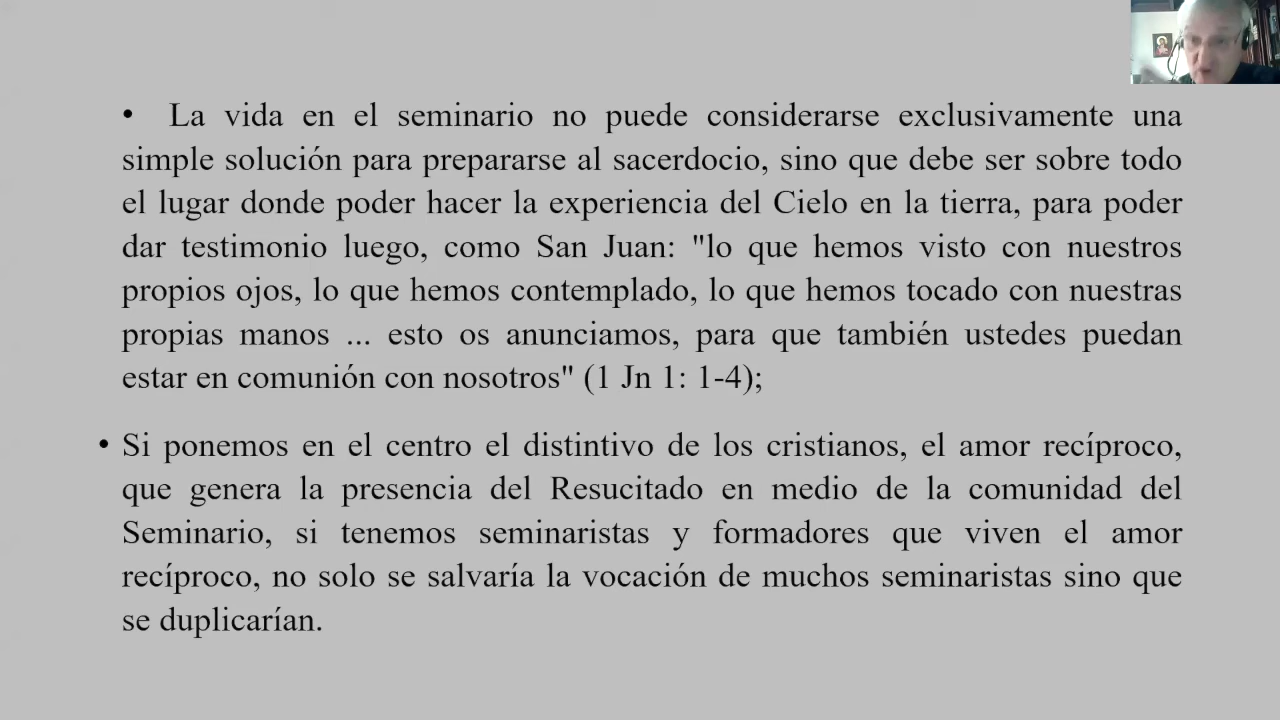 • La vida en el seminario no puede considerarse exclusivamente una
simple solución para prepararse al sacerdocio, sino que debe ser sobre todo
el lugar donde poder hacer la experiencia del Cielo en la tierra, para poder
dar testimonio luego, como San Juan: "lo que hemos visto con nuestros
propios ojos, lo que hemos contemplado, lo que hemos tocado con nuestras
propias manos ... esto os anunciamos, para que también ustedes puedan
estar en comunión con nosotros" (1 Jn 1: 1-4);
• Si ponemos en el centro el distintivo de los cristianos, el amor recíproco,
que genera la presencia del Resucitado en medio de la comunidad del
Seminario, si tenemos seminaristas y formadores que viven el amor
recíproco, no solo se salvaría la vocación de muchos seminaristas sino que
se duplicarían.